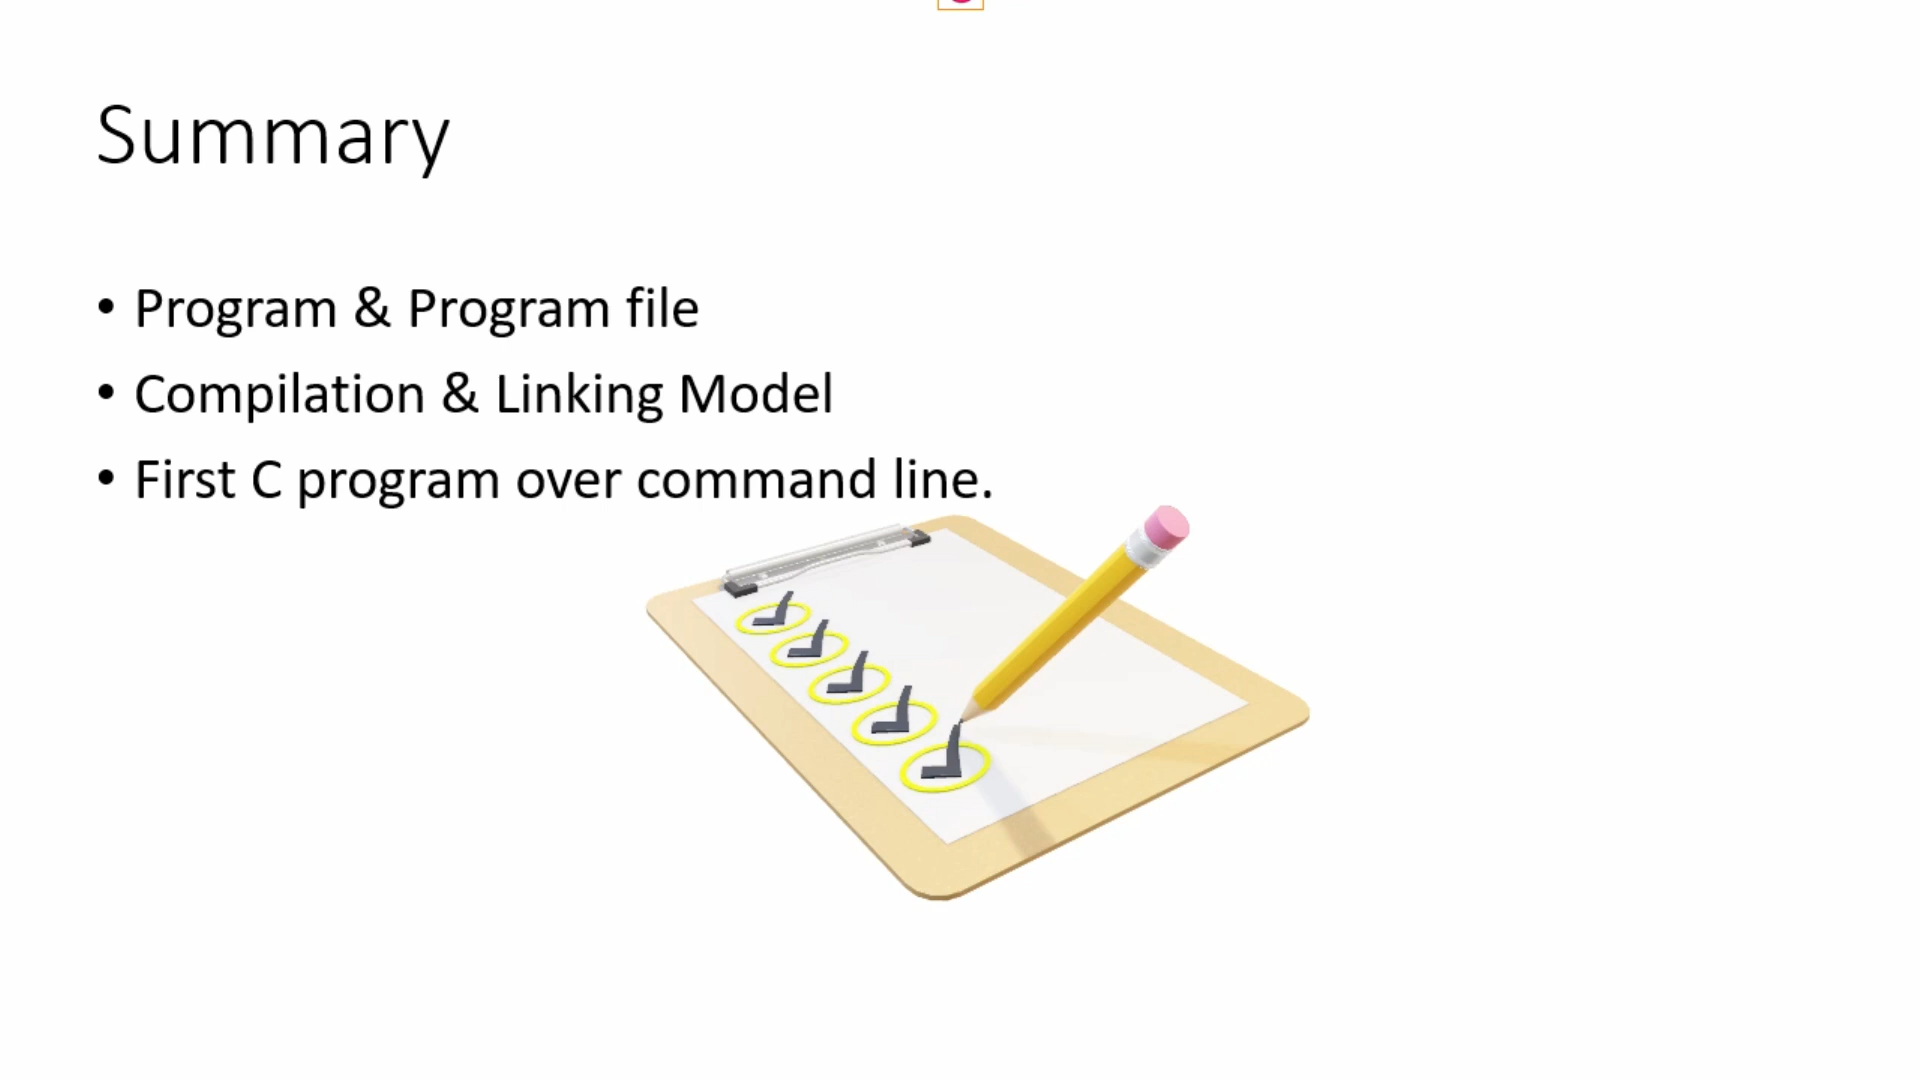 Summary
• Program & Program file
• Compilation & Linking Model
• First C program over command line.